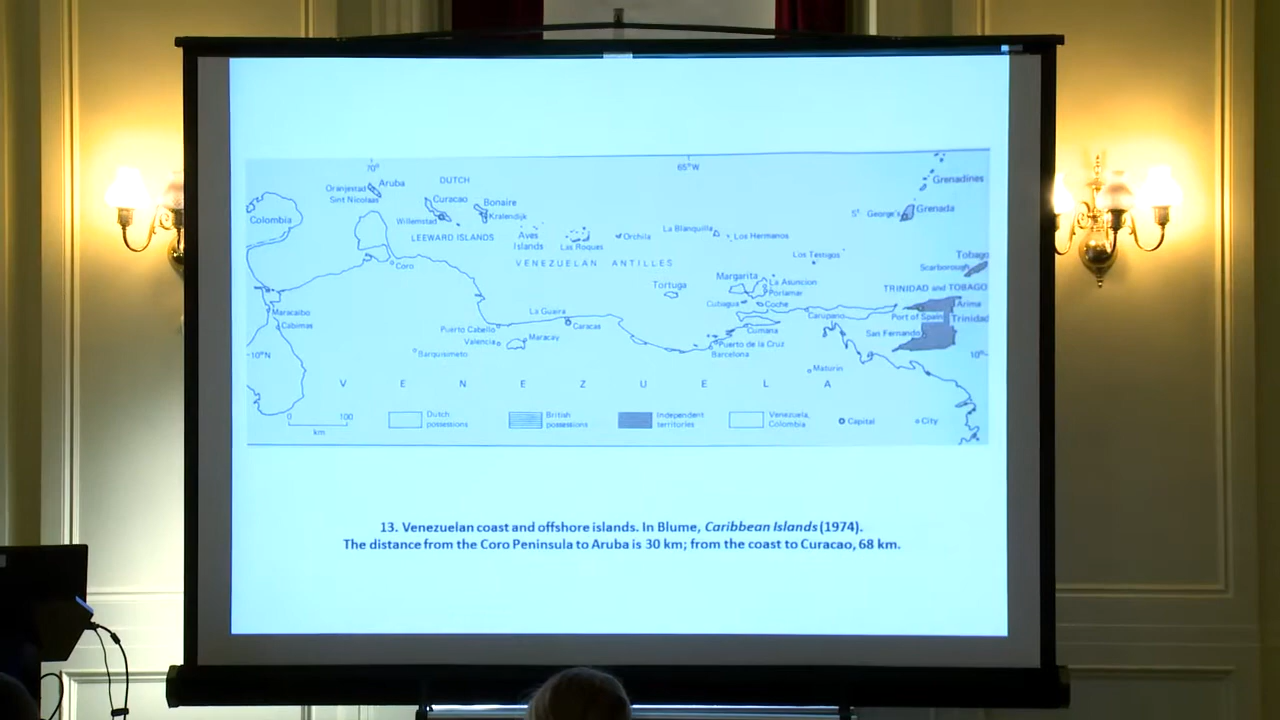 70°
65°W
Grenadines
Oranjestad
Aruba
Sint Nicolaas
DUTCH
Curacao
Bonaire
Kralendijk
Willemstad
LEEWARD ISLANDS
Colombia
Aves
Islands
Las Roques
Orchila
La Blanquilla
Los Hermanos
St George's
Grenada
Los Testigos
Tobago
Scarborough
VENEZUELAN ANTILLES
Coro
Tortuga
Margarita
La Asuncion
Porlamar
Cubagua
Coche
TRINIDAD and TOBAGO
Arima
Port of Spain
Trinidad
San Fernando
Maracaibo
Cabimas
La Guaira
Caracas
Puerto Cabello
Valencia
Maracay
Carupano
Cumana
Puerto de la Cruz
Barcelona
10°N
Barquisimeto
10°
Maturin
VENEZUELA
0 100
km
Dutch
possessions
British
possessions
Independent
territories
Venezuela,
Colombia
Capital
City
13. Venezuelan coast and offshore islands. In Blume, Caribbean Islands (1974).
The distance from the Coro Peninsula to Aruba is 30 km; from the coast to Curacao, 68 km.